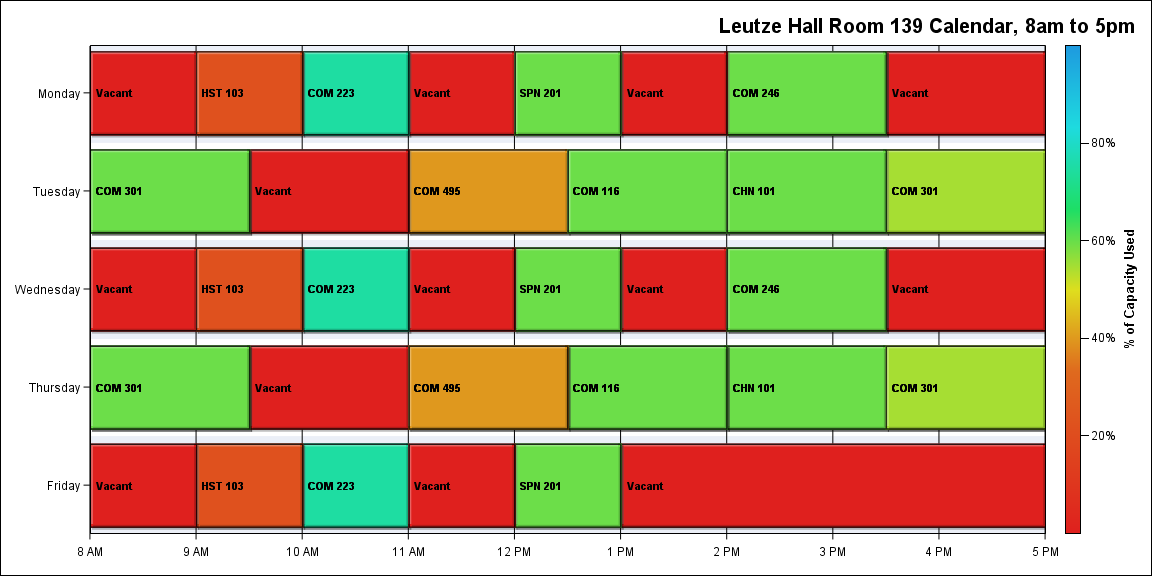 Leutze Hall Room 139 Calendar, 8am to 5pm
Monday
Vacant
HST 103
COM 223
Vacant
SPN 201
Vacant
COM 246
Vacant
Tuesday
COM 301
Vacant
COM 495
COM 116
CHN 101
COM 301
Wednesday
Vacant
HST 103
COM 223
Vacant
SPN 201
Vacant
COM 246
Vacant
Thursday
COM 301
Vacant
COM 495
COM 116
CHN 101
COM 301
Friday
Vacant
HST 103
COM 223
Vacant
SPN 201
Vacant
8 AM
9 AM
10 AM
11 AM
12 PM
1 PM
2 PM
3 PM
4 PM
5 PM
80%
60%
40%
20%
% of Capacity Used